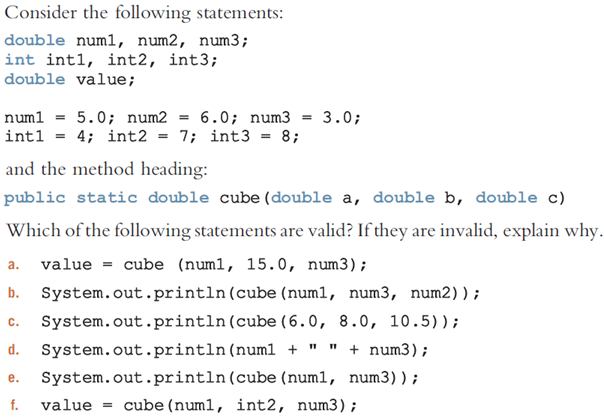 Consider the following statements:
double num1, num2, num3;
int int1, int2, int3;
double value;
num1 = 5.0; num2 = 6.0; num3 = 3.0;
int1 = 4; int2 = 7; int3 = 8;
and the method heading:
public static double cube(double a, double b, double c)
Which of the following statements are valid? If they are invalid, explain why.
a. value = cube (num1, 15.0, num3);
b. System.out.println(cube(num1, num3, num2));
c. System.out.println(cube(6.0, 8.0, 10.5));
d. System.out.println(num1 + " " + num3);
e. System.out.println(cube(num1, num3));
f. value = cube(num1, int2, num3);